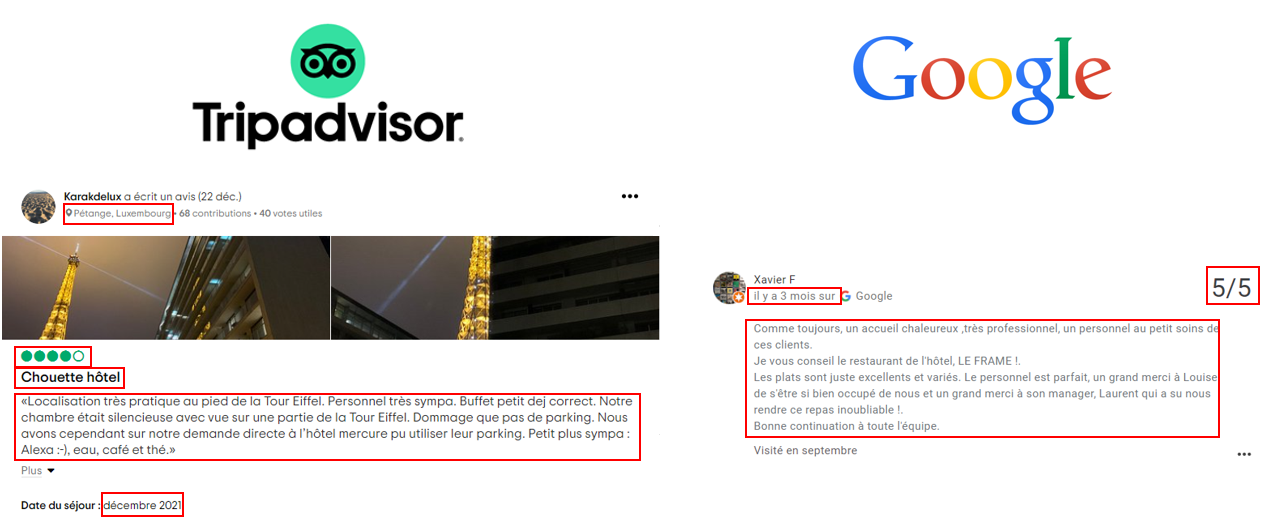 Tripadvisor
Karakdelux a écrit un avis (22 déc.)
Pétange, Luxembourg • 68 contributions • 40 votes utiles
Chouette hôtel
«Localisation très pratique au pied de la Tour Eiffel. Personnel très sympa. Buffet petit dej correct. Notre
chambre était silencieuse avec vue sur une partie de la Tour Eiffel. Dommage que pas de parking. Nous
avons cependant sur notre demande directe à l'hôtel mercure pu utiliser leur parking. Petit plus sympa :
Alexa :-), eau, café et thé.»
Plus
Date du séjour : décembre 2021
Google
Xavier F
il y a 3 mois sur Google
5/5
Comme toujours, un accueil chaleureux ,très professionnel, un personnel au petit soins de
ces clients.
Je vous conseil le restaurant de l'hôtel, LE FRAME !.
Les plats sont juste excellents et variés. Le personnel est parfait, un grand merci à Louise
de s'être si bien occupé de nous et un grand merci à son manager, Laurent qui a su nous
rendre ce repas inoubliable !.
Bonne continuation à toute l'équipe.
Visité en septembre